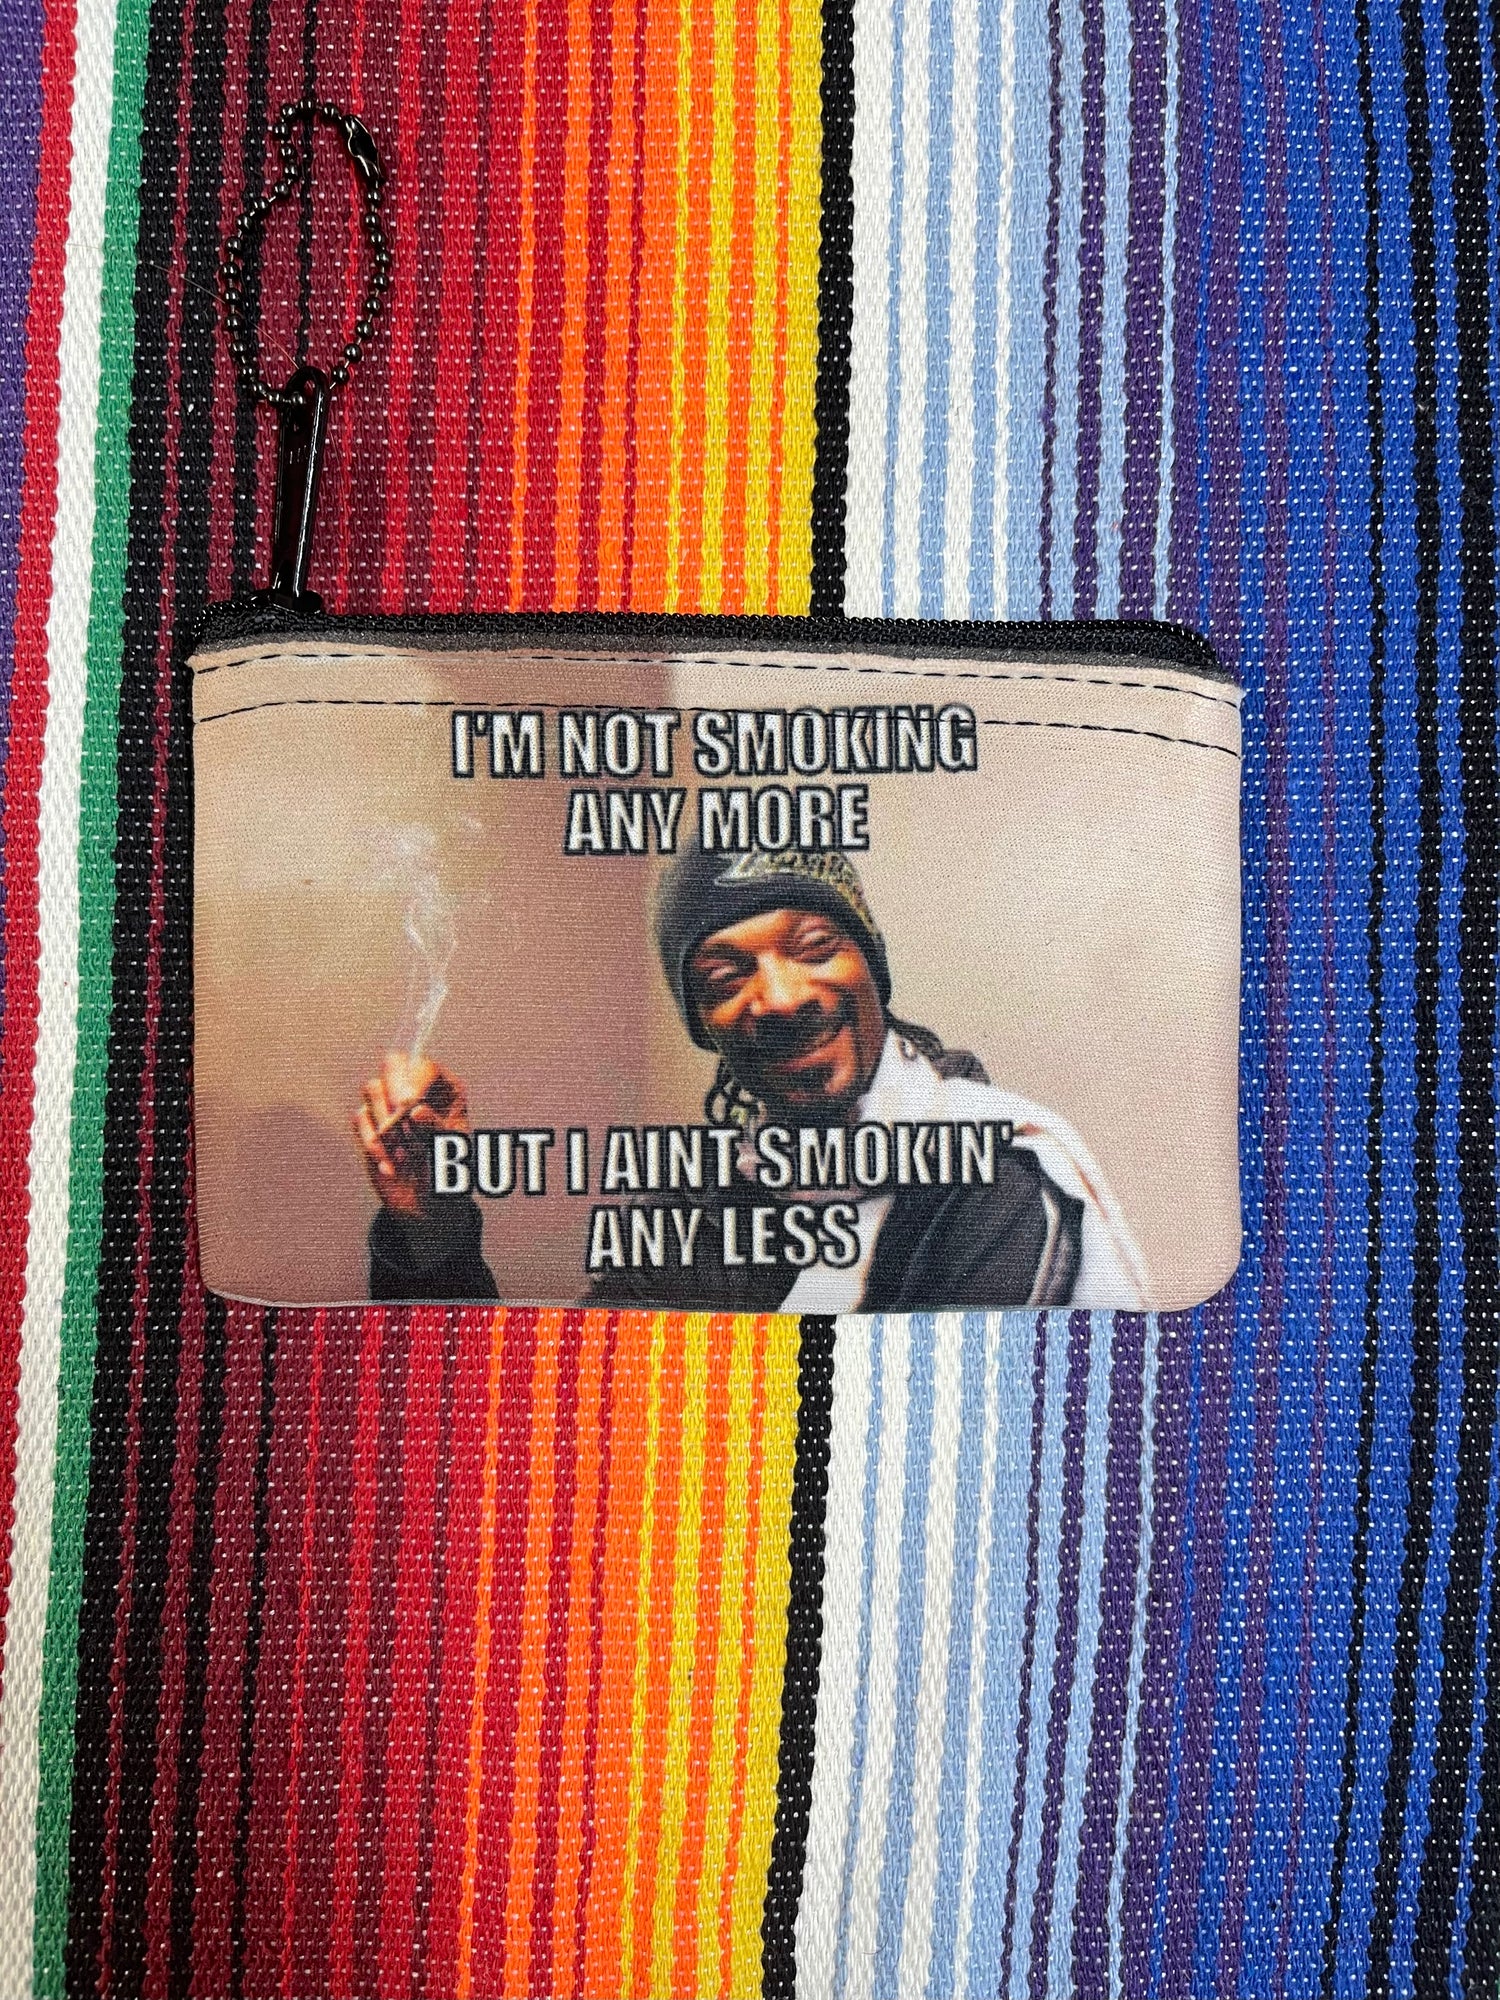 I'M NOT SMOKING
ANY MORE
BUT I AINT SMOKIN'
ANY LESS